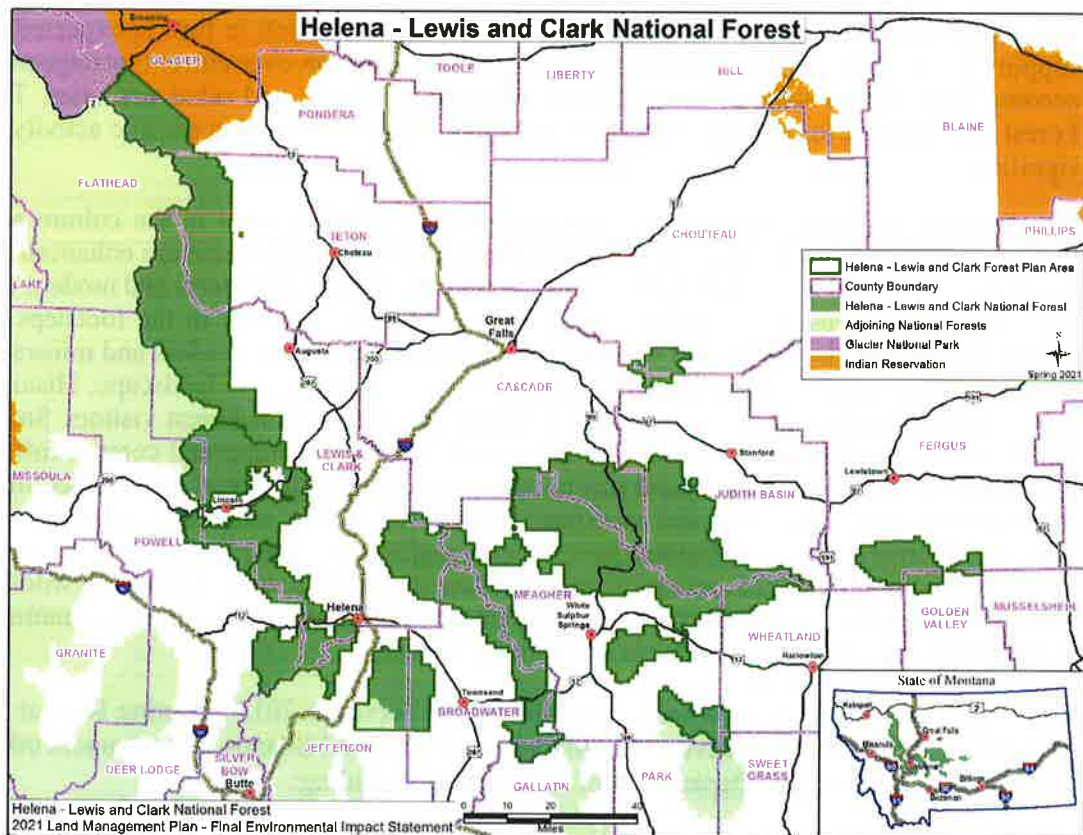 Helena - Lewis and Clark National Forest
Browning
GLACIER
TOOLE
LIBERTY
HILL
BLAINE
PONDERA
FLATHEAD
PHILLIPS
TETON
Choteau
CHOUTEAU
LAKE
Helena - Lewis and Clark Forest Plan Area
County Boundary
Helena - Lewis and Clark National Forest
Adjoining National Forests
Glacier National Park
Indian Reservation
Spring 2021
Great
Falls
Augusta
CASCADE
LEWIS &
CLARK
Stanford
FERGUS
Lewistown
MISSOULA
Lincoln
JUDITH BASIN
POWELL
MEAGHER
White
Sulphur
Springs
Helena
WHEATLAND
GOLDEN
VALLEY
MUSSELSHELL
GRANITE
Harlowton
Townsend
BROADWATER
State of Montana
Kalispell
Great Falls
Missoula
Billings
Bozeman
JEFFERSON
DEER LODGE
SILVER
BOW
Butte
GALLATIN
PARK
SWEET
GRASS
Helena - Lewis and Clark National Forest
2021 Land Management Plan - Final Environmental Impact Statement
0 10 20 40
Miles